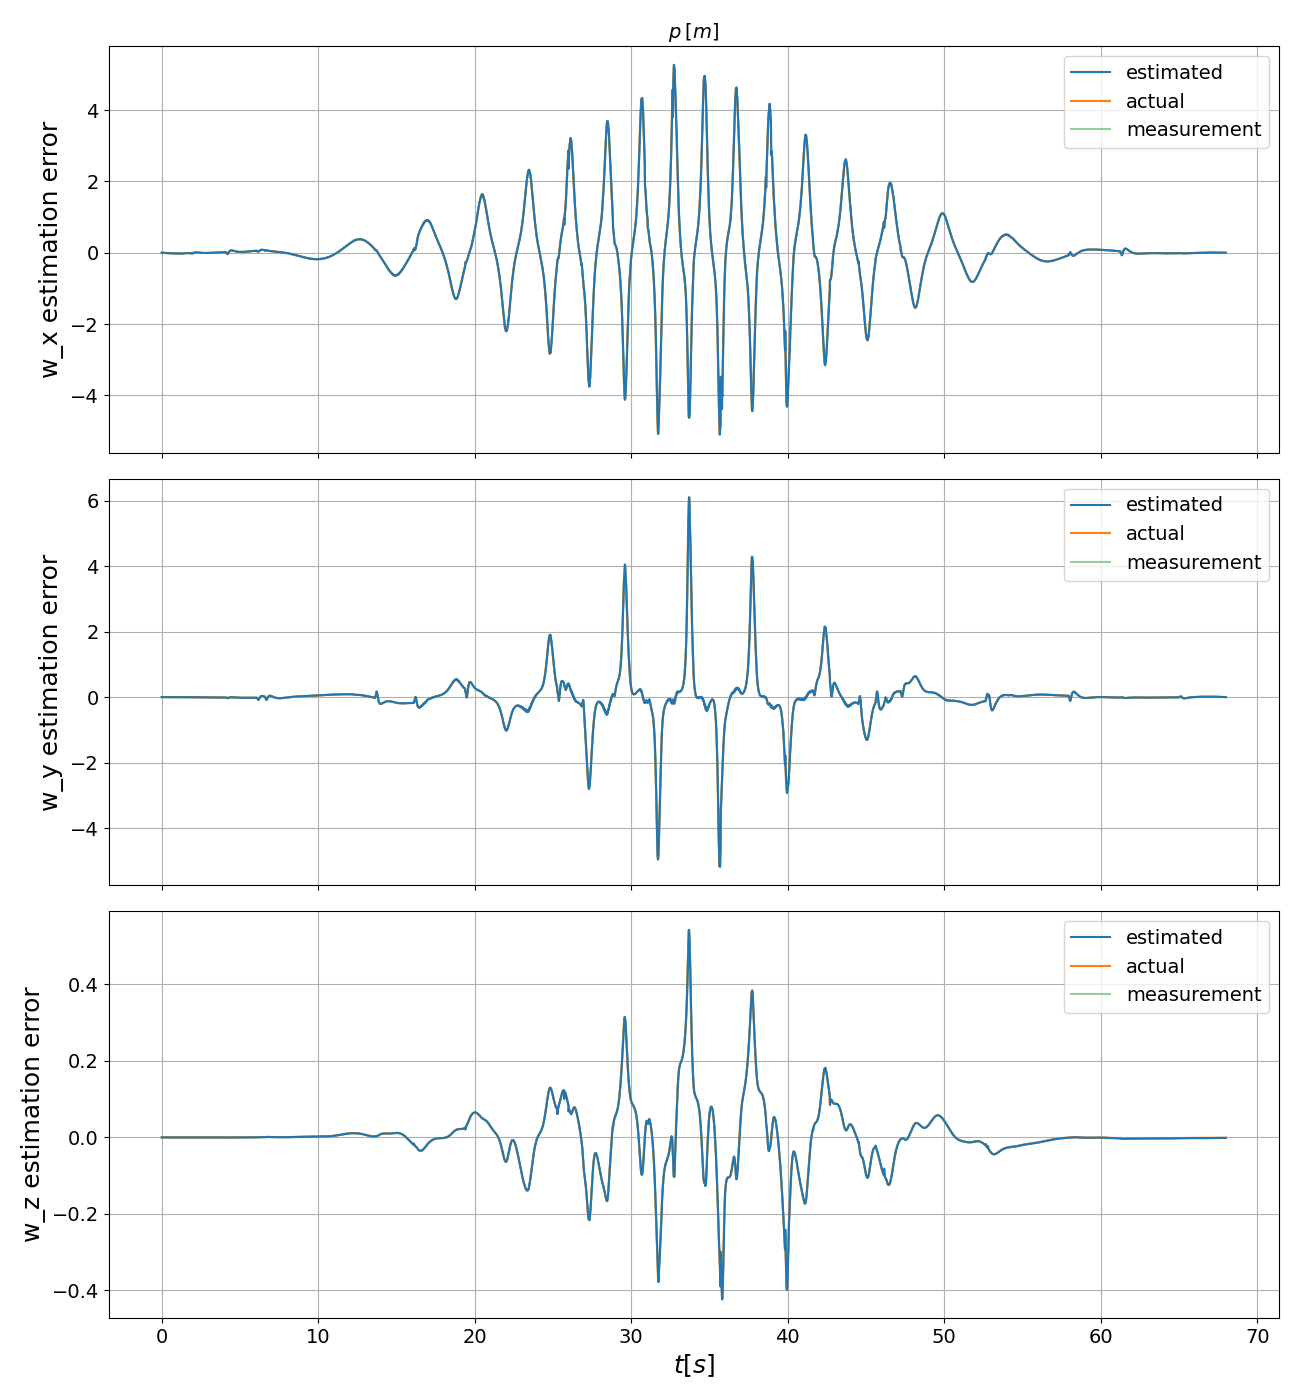 p [m]
w_x estimation error
4
2
0
−2
−4
estimated
actual
measurement
w_y estimation error
6
4
2
0
−2
−4
estimated
actual
measurement
w_z estimation error
0.4
0.2
0.0
−0.2
−0.4
estimated
actual
measurement
0 10 20 30 40 50 60 70
t[s]